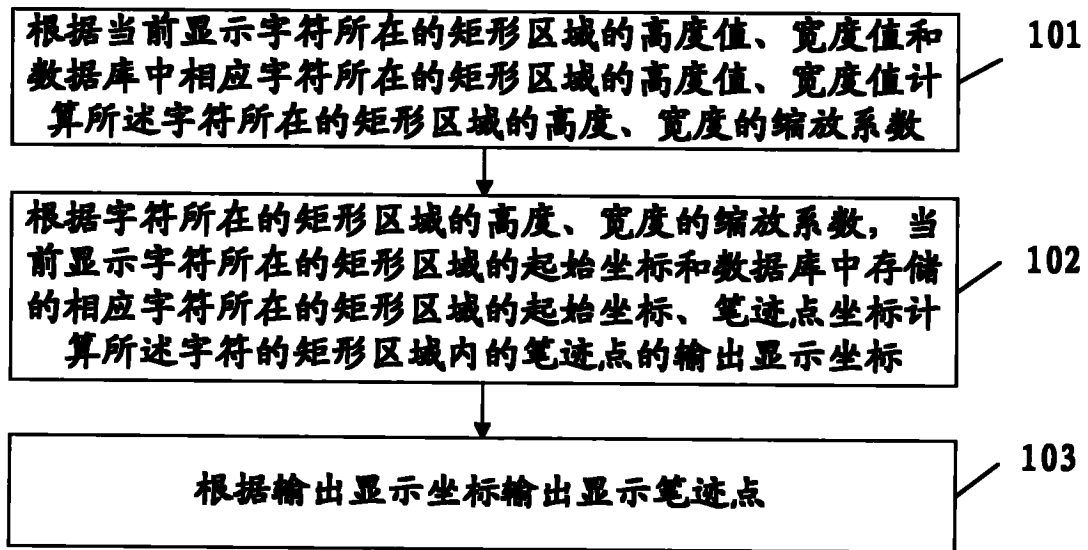 根据当前显示字符所在的矩形区域的高度值、宽度值和
数据库中相应字符所在的矩形区域的高度值、宽度值计
算所述字符所在的矩形区域的高度、宽度的缩放系数
101
根据字符所在的矩形区域的高度、宽度的缩放系数，当
前显示字符所在的矩形区域的起始坐标和数据库中存储
的相应字符所在的矩形区域的起始坐标、笔迹点坐标计
算所述字符的矩形区域内的笔迹点的输出显示坐标
102
根据输出显示坐标输出显示笔迹点
103